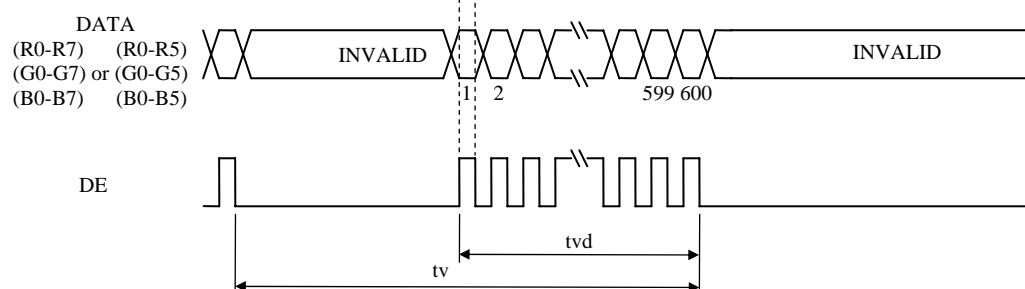 DATA
(R0-R7) (R0-R5)
(G0-G7) or (G0-G5)
(B0-B7) (B0-B5)
INVALID
INVALID
1 2 599 600
DE
tvd
tv